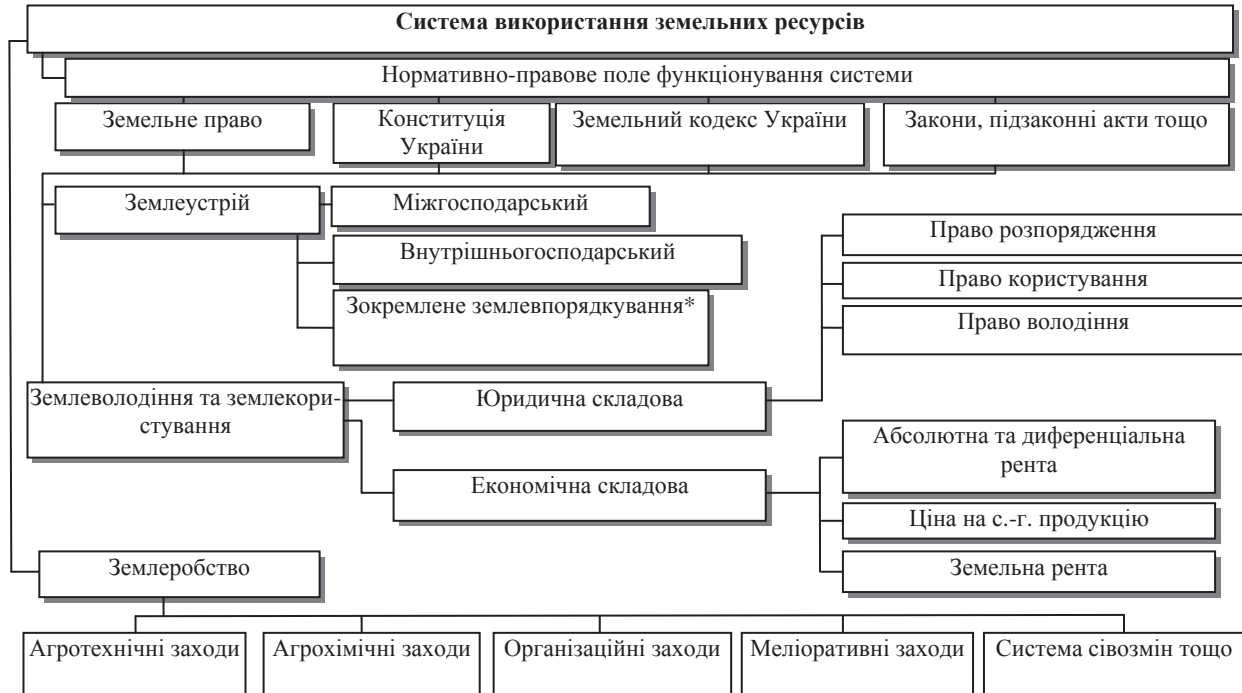 Система використання земельних ресурсів
Нормативно-правове поле функціонування системи
Земельне право
Конституція
України
Земельний кодекс України
Закони, підзаконні акти тощо
Землеустрій
Міжгосподарський
Внутрішньогосподарський
Зокремлене землевпорядкування*
Право розпорядження
Право користування
Право володіння
Землеволодіння та землекори-
стування
Юридична складова
Економічна складова
Абсолютна та диференціальна
рента
Ціна на с.-г. продукцію
Земельна рента
Землеробство
Агротехнічні заходи
Агрохімічні заходи
Організаційні заходи
Меліоративні заходи
Система сівозмін тощо